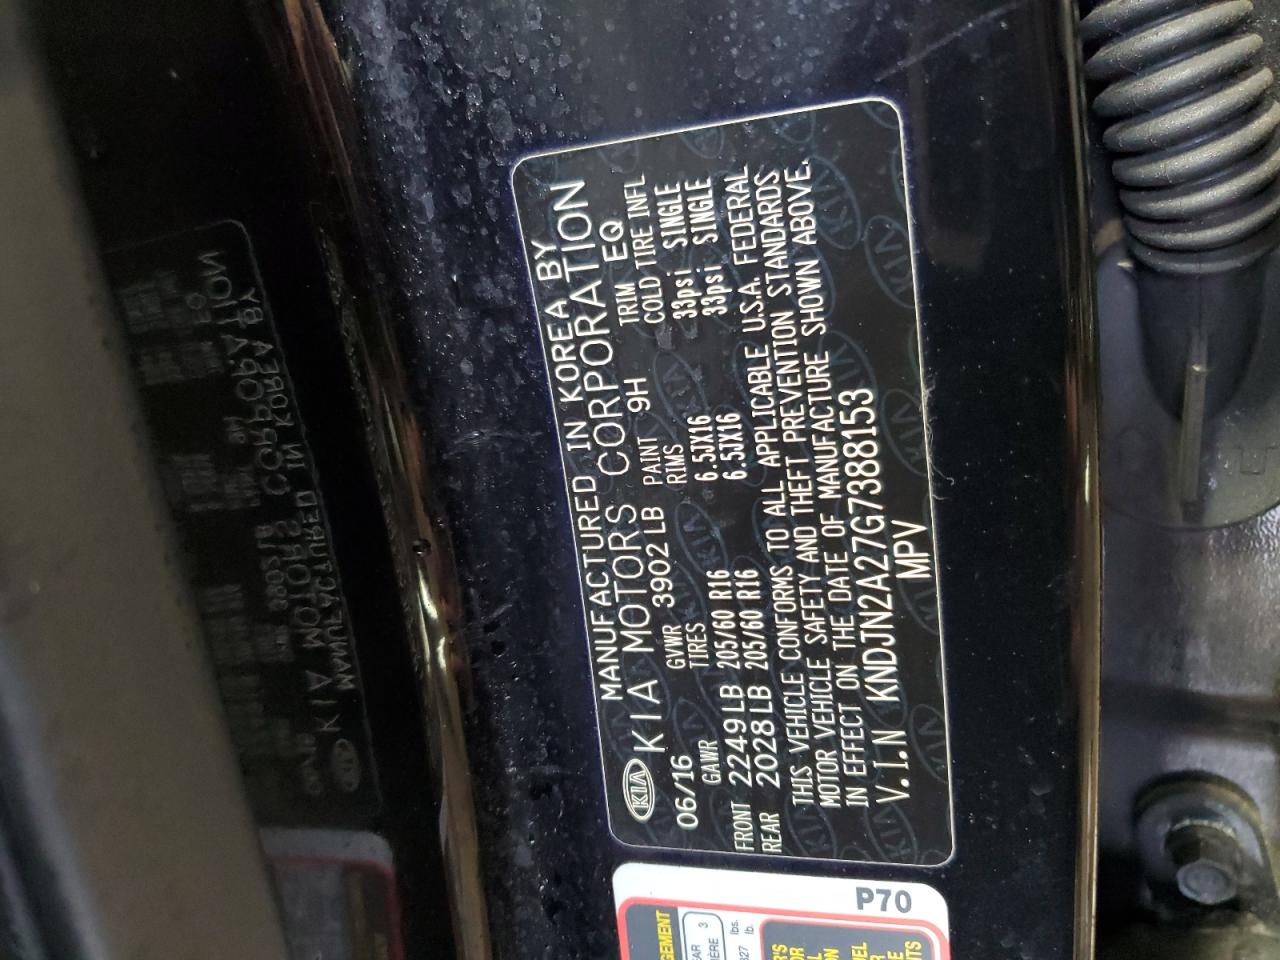 KIA
MANUFACTURED IN KOREA BY
KIA MOTORS CORPORATION
06/16 GVWR 3902 LB PAINT 9H TRIM EQ
GAWR TIRES RIMS COLD TIRE INFL
FRONT 2249 LB 205/60 R16 6.5JX16 33psi SINGLE
REAR 2028 LB 205/60 R16 6.5JX16 33psi SINGLE
THIS VEHICLE CONFORMS TO ALL APPLICABLE U.S.A. FEDERAL
MOTOR VEHICLE SAFETY AND THEFT PREVENTION STANDARDS
IN EFFECT ON THE DATE OF MANUFACTURE SHOWN ABOVE.
V.I.N KNDJN2A27G7388153
MPV
P70